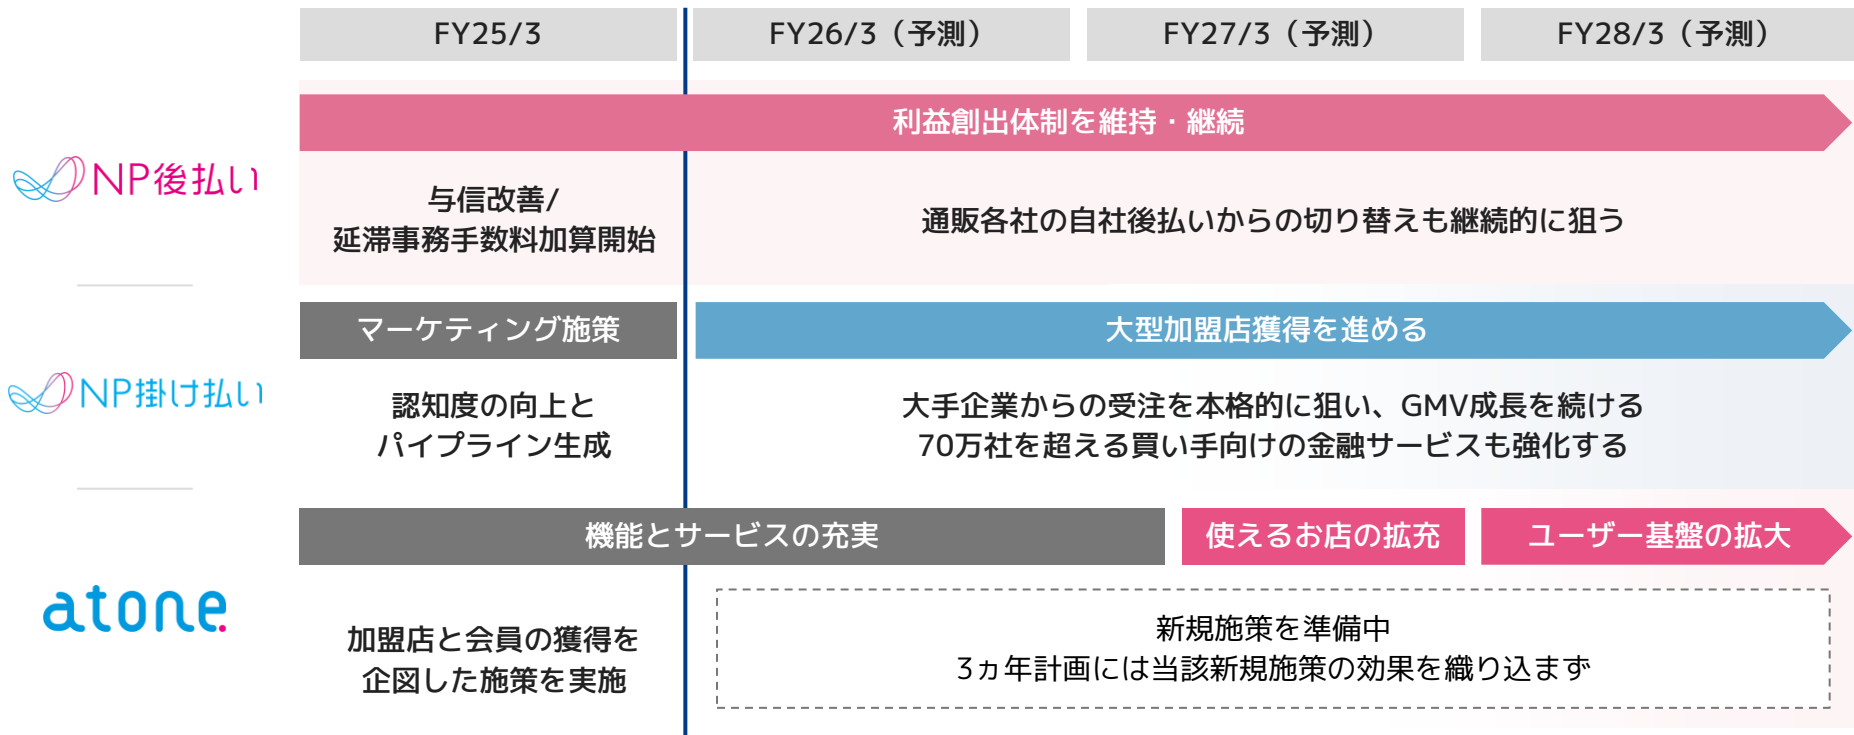 FY25/3
FY26/3（予測）
FY27/3（予測）
FY28/3（予測）
利益創出体制を維持・継続
NP後払い
与信改善/
延滞事務手数料加算開始
通販各社の自社後払いからの切り替えも継続的に狙う
マーケティング施策
大型加盟店獲得を進める
NP掛け払い
認知度の向上と
パイプライン生成
大手企業からの受注を本格的に狙い、GMV成長を続ける
70万社を超える買い手向けの金融サービスも強化する
機能とサービスの充実
使えるお店の拡充
ユーザー基盤の拡大
atone
加盟店と会員の獲得を
企図した施策を実施
新規施策を準備中
3ヵ年計画には当該新規施策の効果を織り込まず